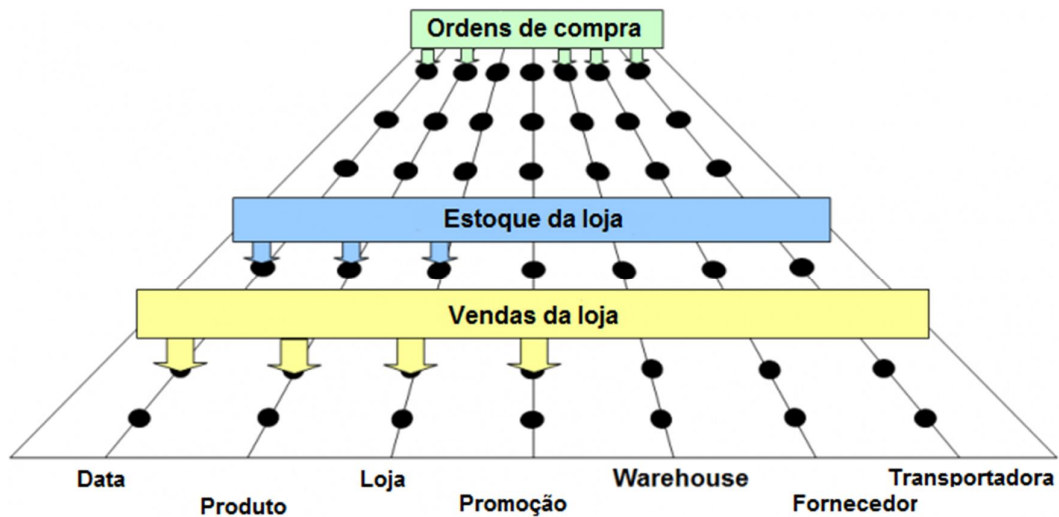 Ordens de compra
Estoque da loja
Vendas da loja
Data
Produto
Loja
Promoção
Warehouse
Fornecedor
Transportadora